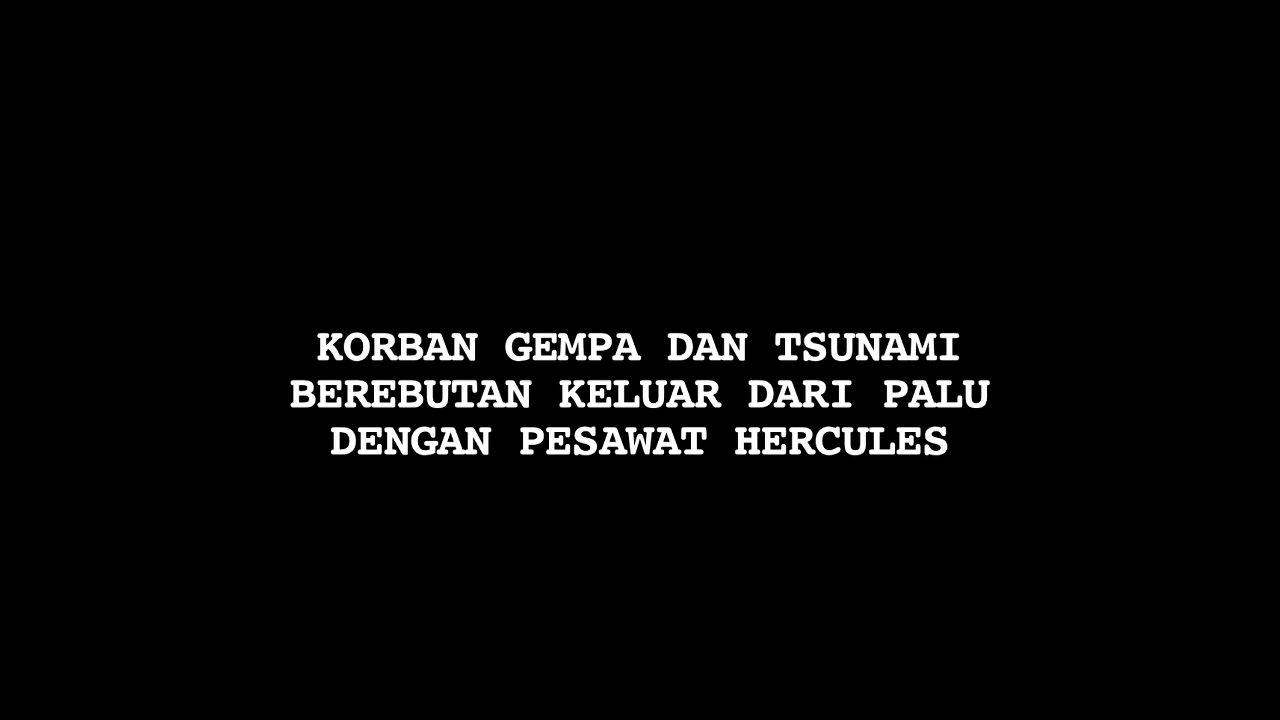 KORBAN GEMPA DAN TSUNAMI
BEREBUTAN KELUAR DARI PALU
DENGAN PESAWAT HERCULES